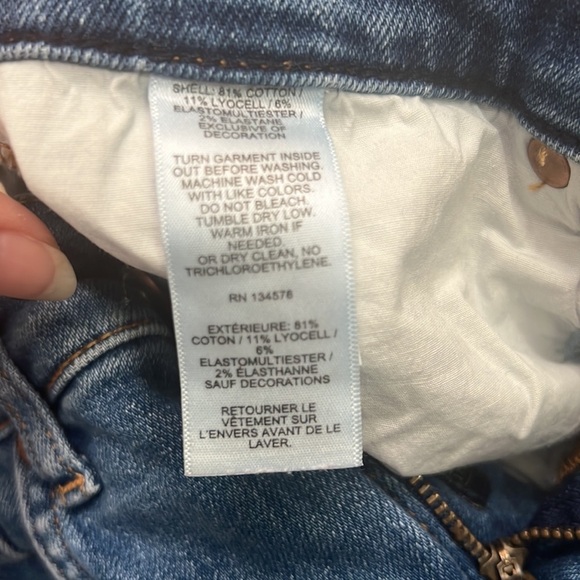 SHELL: 81% COTTON /
11% LYOCELL / 6%
ELASTOMULTIESTER /
2% ELASTANE
EXCLUSIVE OF
DECORATION
TURN GARMENT INSIDE
OUT BEFORE WASHING.
MACHINE WASH COLD
WITH LIKE COLORS.
DO NOT BLEACH.
TUMBLE DRY LOW.
WARM IRON IF
NEEDED.
OR DRY CLEAN, NO
TRICHLOROETHYLENE.
RN 134578
EXTÉRIEURE: 81%
COTON / 11% LYOCELL /
6%
ELASTOMULTIESTER /
2% ÉLASTHANNE
SAUF DECORATIONS
RETOURNER LE
VÊTEMENT SUR
L'ENVERS AVANT DE LE
LAVER.